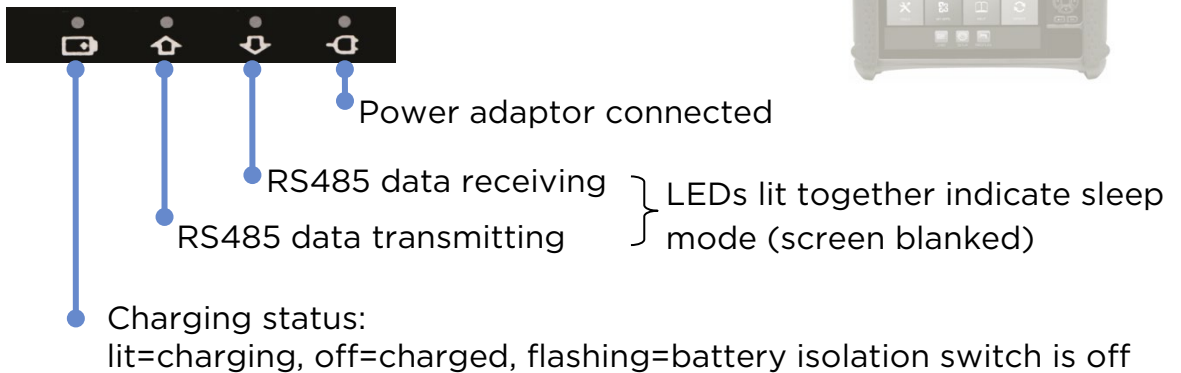 Power adaptor connected
RS485 data receiving
RS485 data transmitting
LEDs lit together indicate sleep
mode (screen blanked)
Charging status:
lit=charging, off=charged, flashing=battery isolation switch is off